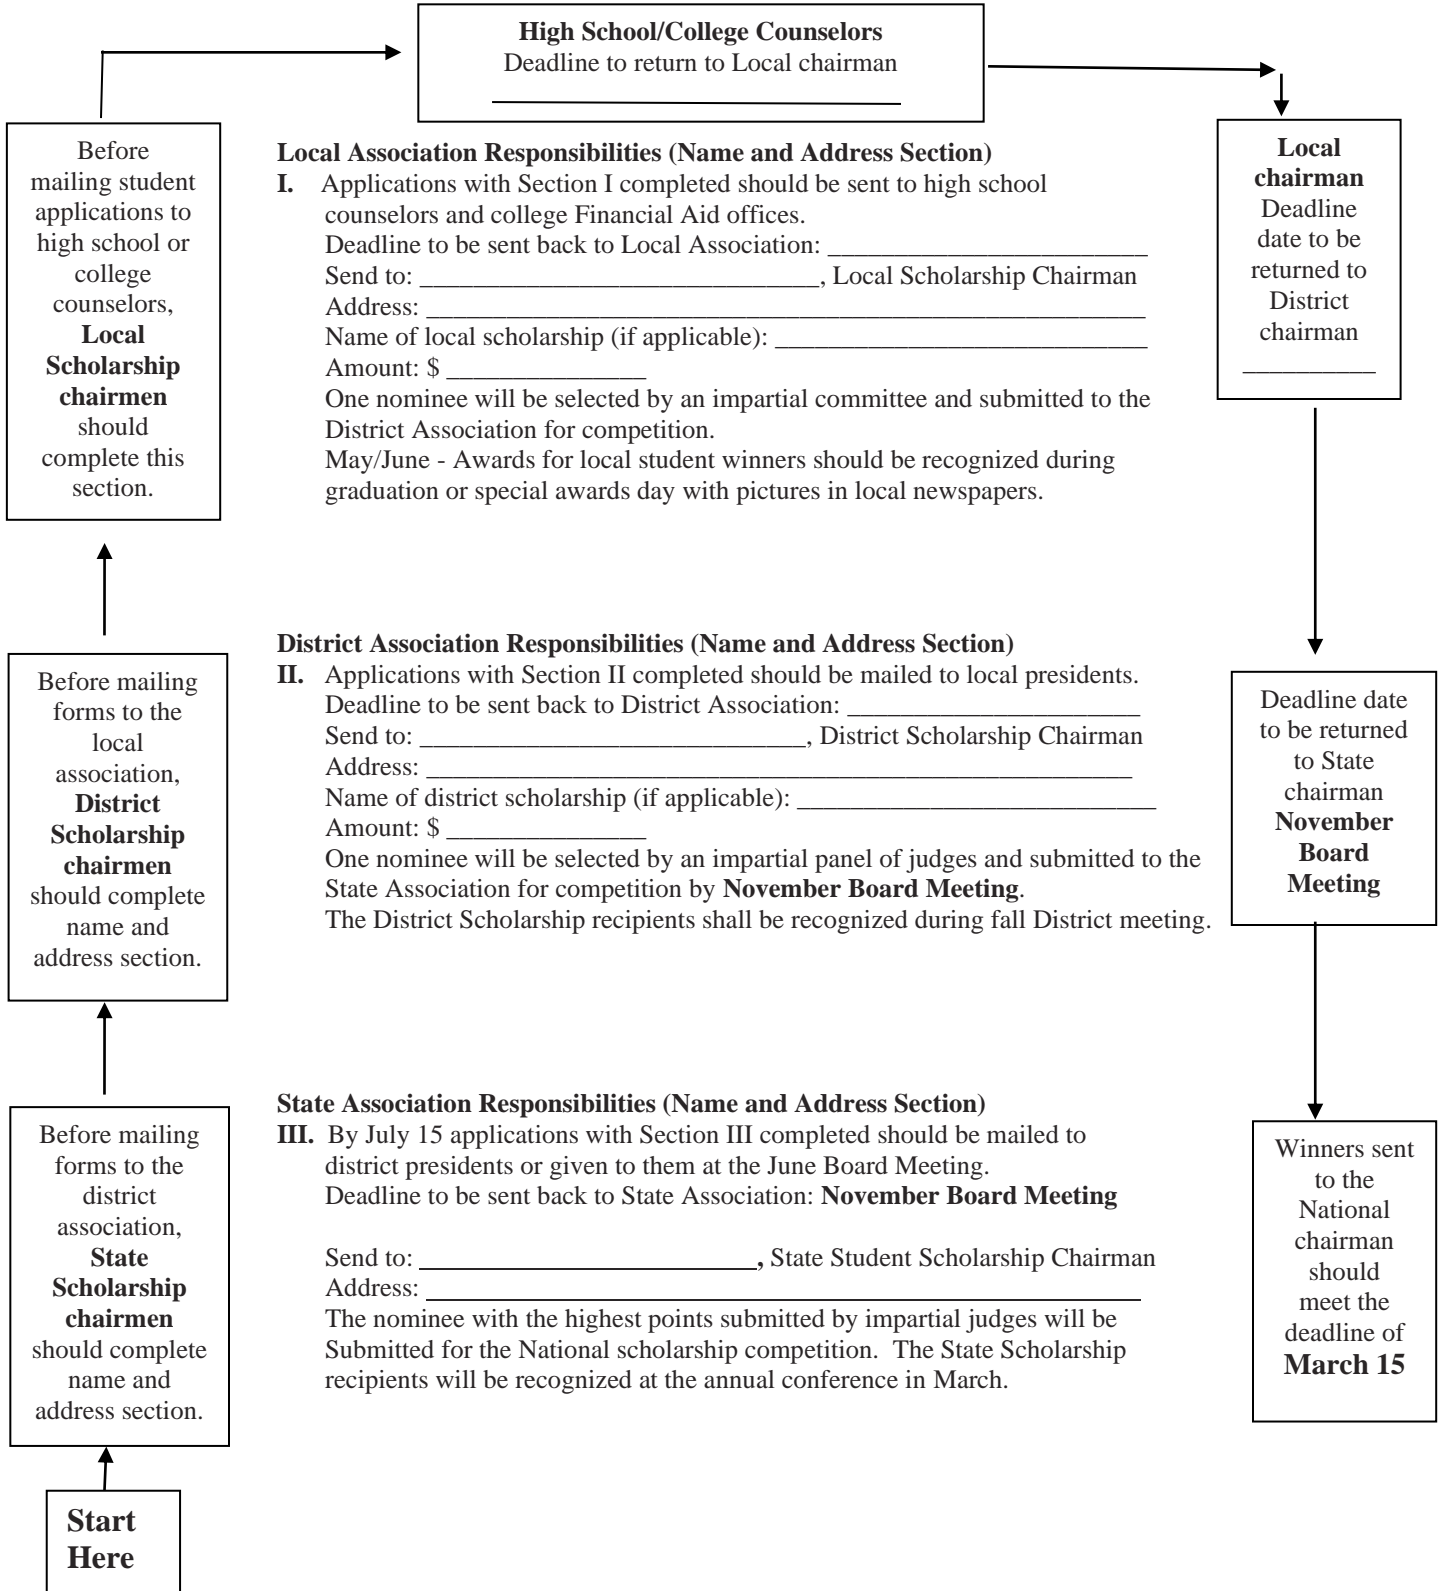 High School/College Counselors
Deadline to return to Local chairman
_______________________________
Before
mailing student
applications to
high school or
college
counselors,
Local
Scholarship
chairmen
should
complete this
section.
Local Association Responsibilities (Name and Address Section)
I. Applications with Section I completed should be sent to high school
counselors and college Financial Aid offices.
Deadline to be sent back to Local Association: ________________________
Send to: ______________________________, Local Scholarship Chairman
Address: ______________________________________________________
Name of local scholarship (if applicable): ____________________________
Amount: $ _______________
One nominee will be selected by an impartial committee and submitted to the
District Association for competition.
May/June - Awards for local student winners should be recognized during
graduation or special awards day with pictures in local newspapers.
Local
chairman
Deadline
date to be
returned to
District
chairman
__________
Before mailing
forms to the
local
association,
District
Scholarship
chairmen
should complete
name and
address section.
District Association Responsibilities (Name and Address Section)
II. Applications with Section II completed should be mailed to local presidents.
Deadline to be sent back to District Association: ______________________
Send to: _____________________________, District Scholarship Chairman
Address: _____________________________________________________
Name of district scholarship (if applicable): ___________________________
Amount: $ _______________
One nominee will be selected by an impartial panel of judges and submitted to the
State Association for competition by November Board Meeting.
The District Scholarship recipients shall be recognized during fall District meeting.
Deadline date
to be returned
to State
chairman
November
Board
Meeting
Before mailing
forms to the
district
association,
State
Scholarship
chairmen
should complete
name and
address section.
State Association Responsibilities (Name and Address Section)
III. By July 15 applications with Section III completed should be mailed to
district presidents or given to them at the June Board Meeting.
Deadline to be sent back to State Association: November Board Meeting
Send to: _________________________, State Student Scholarship Chairman
Address: _____________________________________________________
The nominee with the highest points submitted by impartial judges will be
Submitted for the National scholarship competition. The State Scholarship
recipients will be recognized at the annual conference in March.
Winners sent
to the
National
chairman
should
meet the
deadline of
March 15
Start
Here